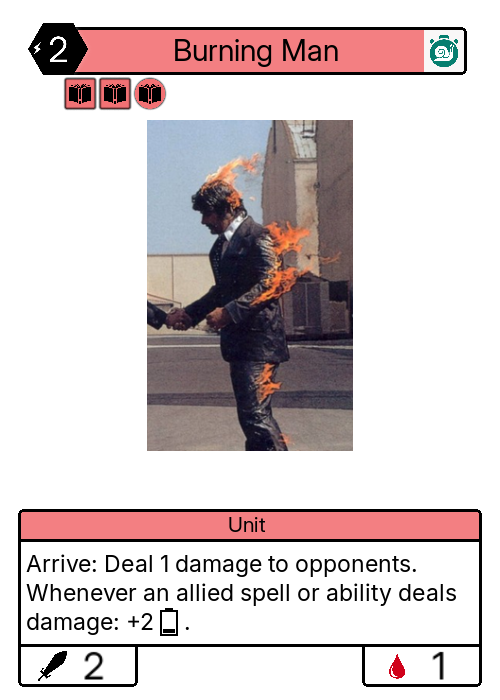 2
Burning Man
Unit
Arrive: Deal 1 damage to opponents.
Whenever an allied spell or ability deals
damage: +2 .
2
1